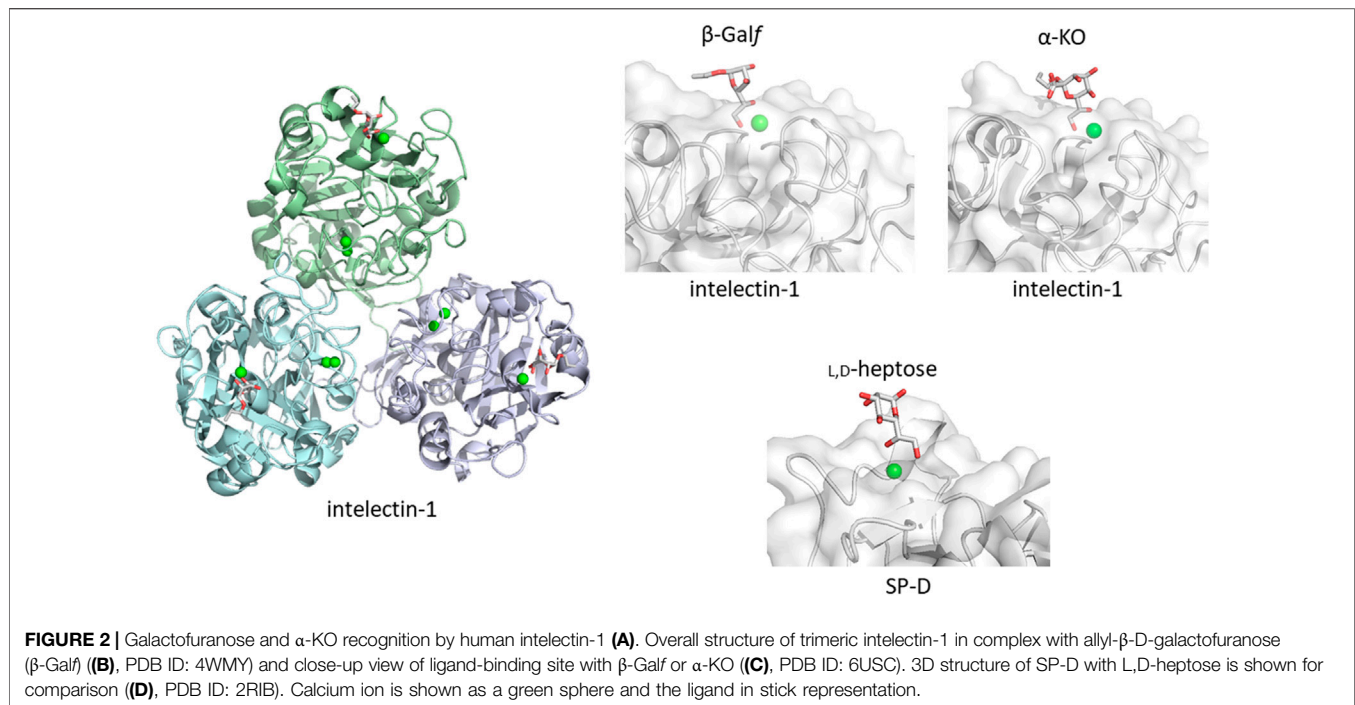 β-Galf
α-KO
intelectin-1
intelectin-1
intelectin-1
L,D-heptose
SP-D
FIGURE 2 | Galactofuranose and α-KO recognition by human intelectin-1 (A). Overall structure of trimeric intelectin-1 in complex with allyl-β-D-galactofuranose
(β-Galf) ((B), PDB ID: 4WMY) and close-up view of ligand-binding site with β-Galf or α-KO ((C), PDB ID: 6USC). 3D structure of SP-D with L,D-heptose is shown for
comparison ((D), PDB ID: 2RIB). Calcium ion is shown as a green sphere and the ligand in stick representation.